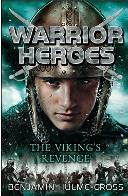 WARRIOR
HEROES
THE VIKING'S
REVENGE
BENJAMIN HULME-CROSS